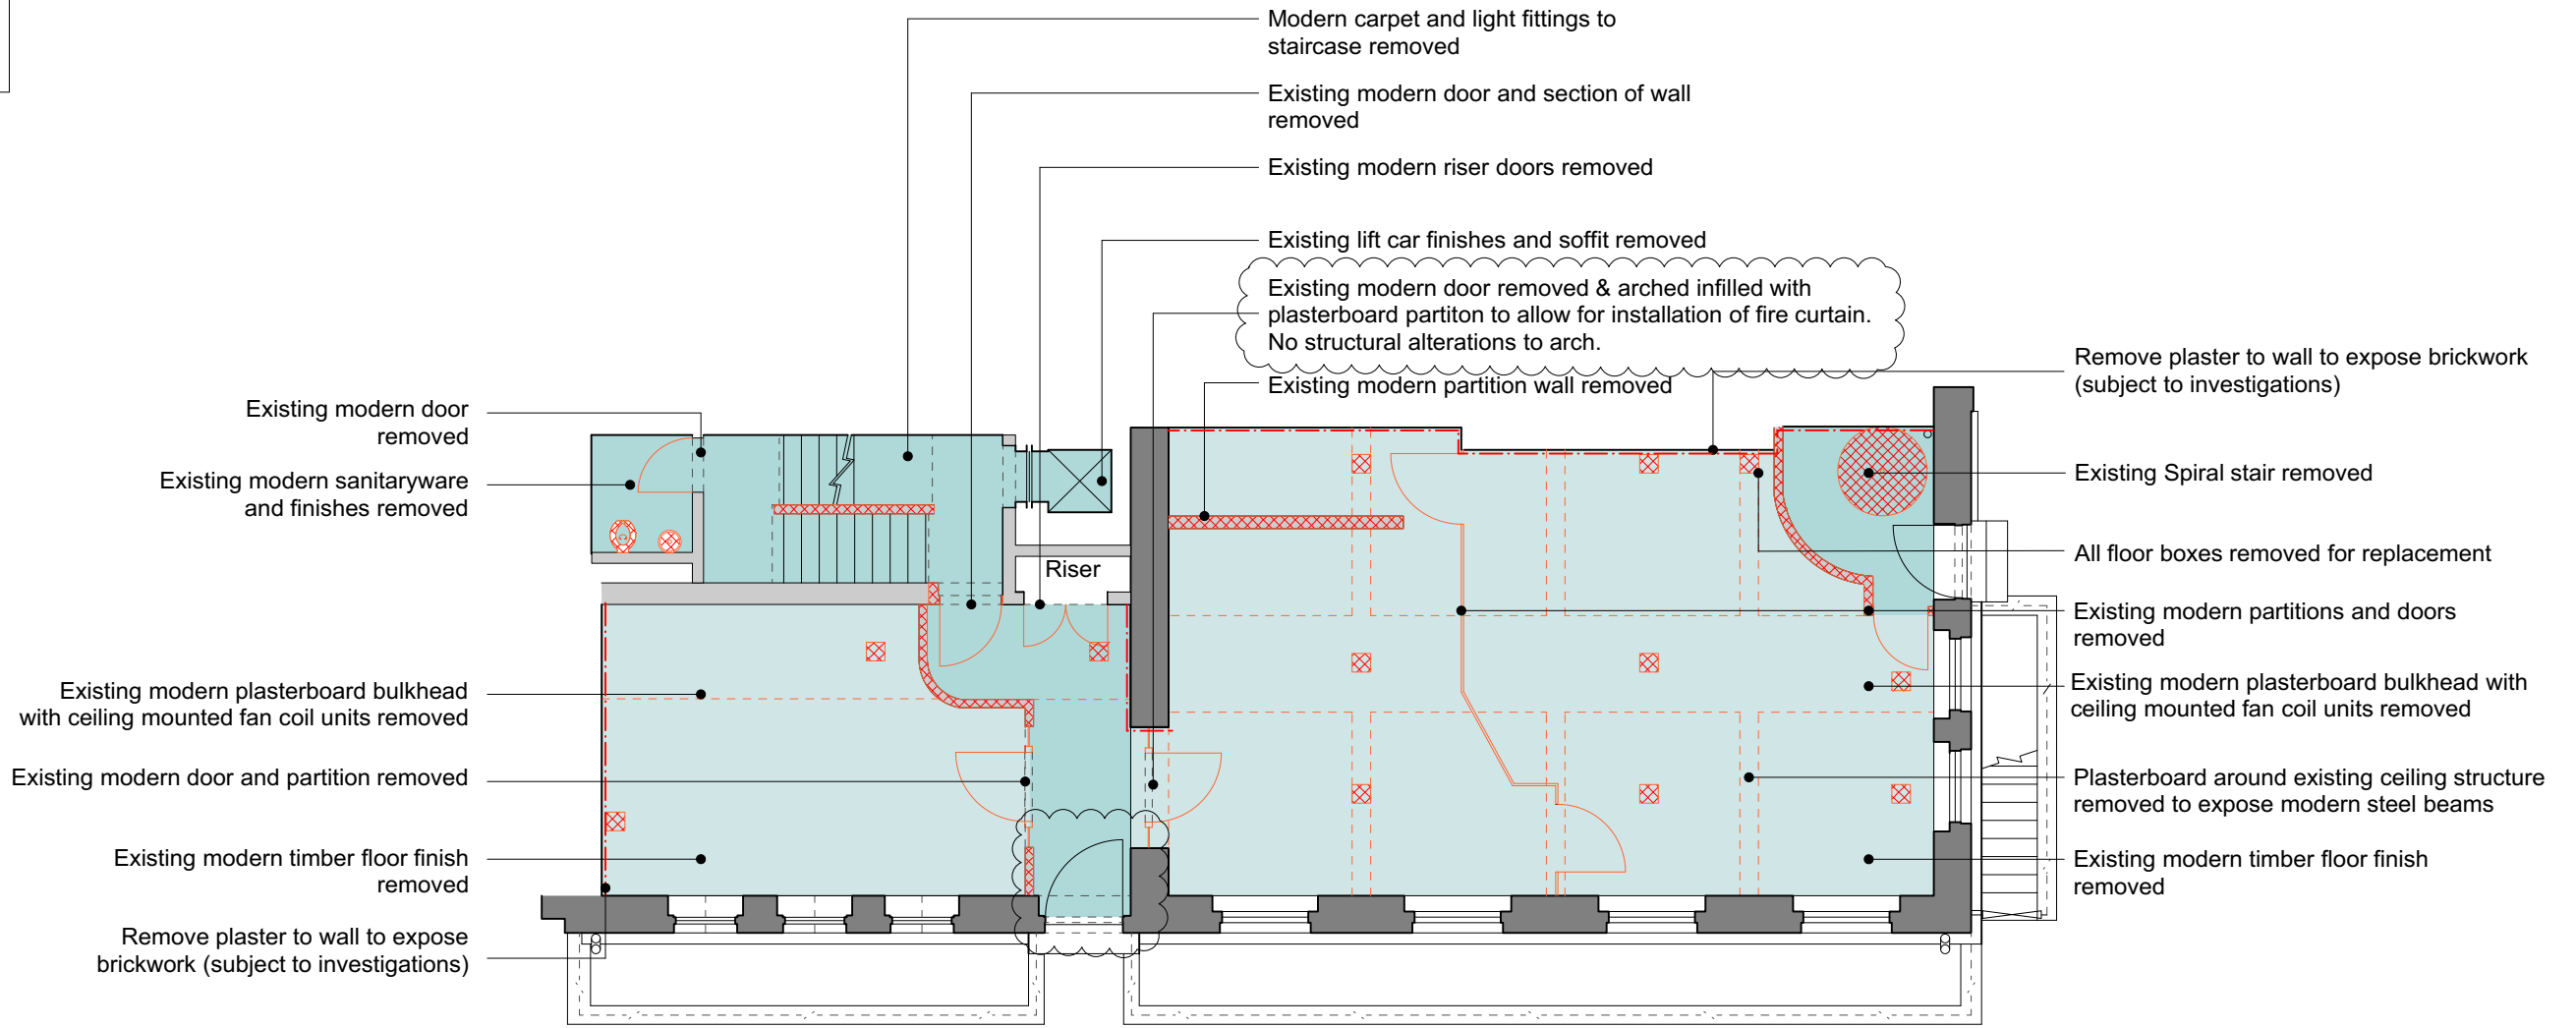 Modern carpet and light fittings to
staircase removed
Existing modern door and section of wall
removed
Existing modern riser doors removed
Existing lift car finishes and soffit removed
Existing modern door removed & arched infilled with
plasterboard partiton to allow for installation of fire curtain.
No structural alterations to arch.
Existing modern partition wall removed
Existing modern door
removed
Existing modern sanitaryware
and finishes removed
Existing modern plasterboard bulkhead
with ceiling mounted fan coil units removed
Existing modern door and partition removed
Existing modern timber floor finish
removed
Remove plaster to wall to expose
brickwork (subject to investigations)
Riser
Remove plaster to wall to expose brickwork
(subject to investigations)
Existing Spiral stair removed
All floor boxes removed for replacement
Existing modern partitions and doors
removed
Existing modern plasterboard bulkhead with
ceiling mounted fan coil units removed
Plasterboard around existing ceiling structure
removed to expose modern steel beams
Existing modern timber floor finish
removed